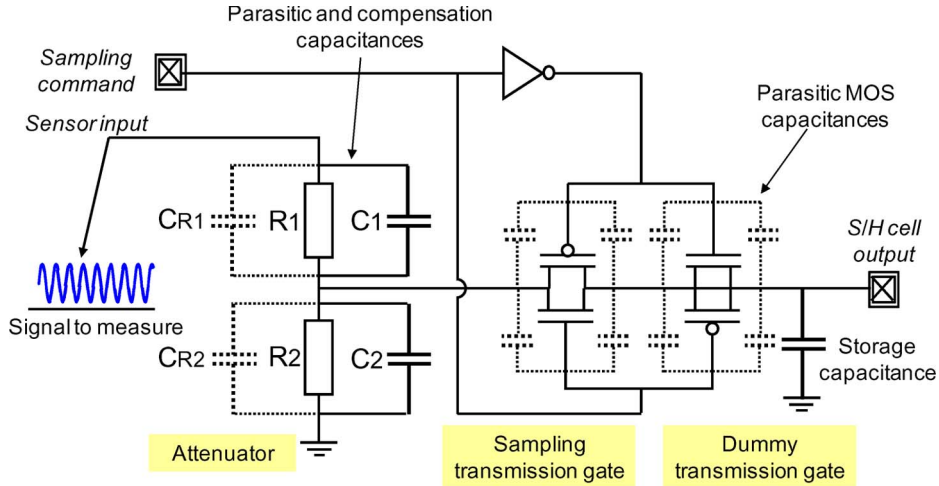 Parasitic and compensation
capacitances
Sampling
command
Sensor input
Parasitic MOS
capacitances
CR1
R1
C1
S/H cell
output
Signal to measure
CR2
R2
C2
Storage
capacitance
Attenuator
Sampling
transmission gate
Dummy
transmission gate